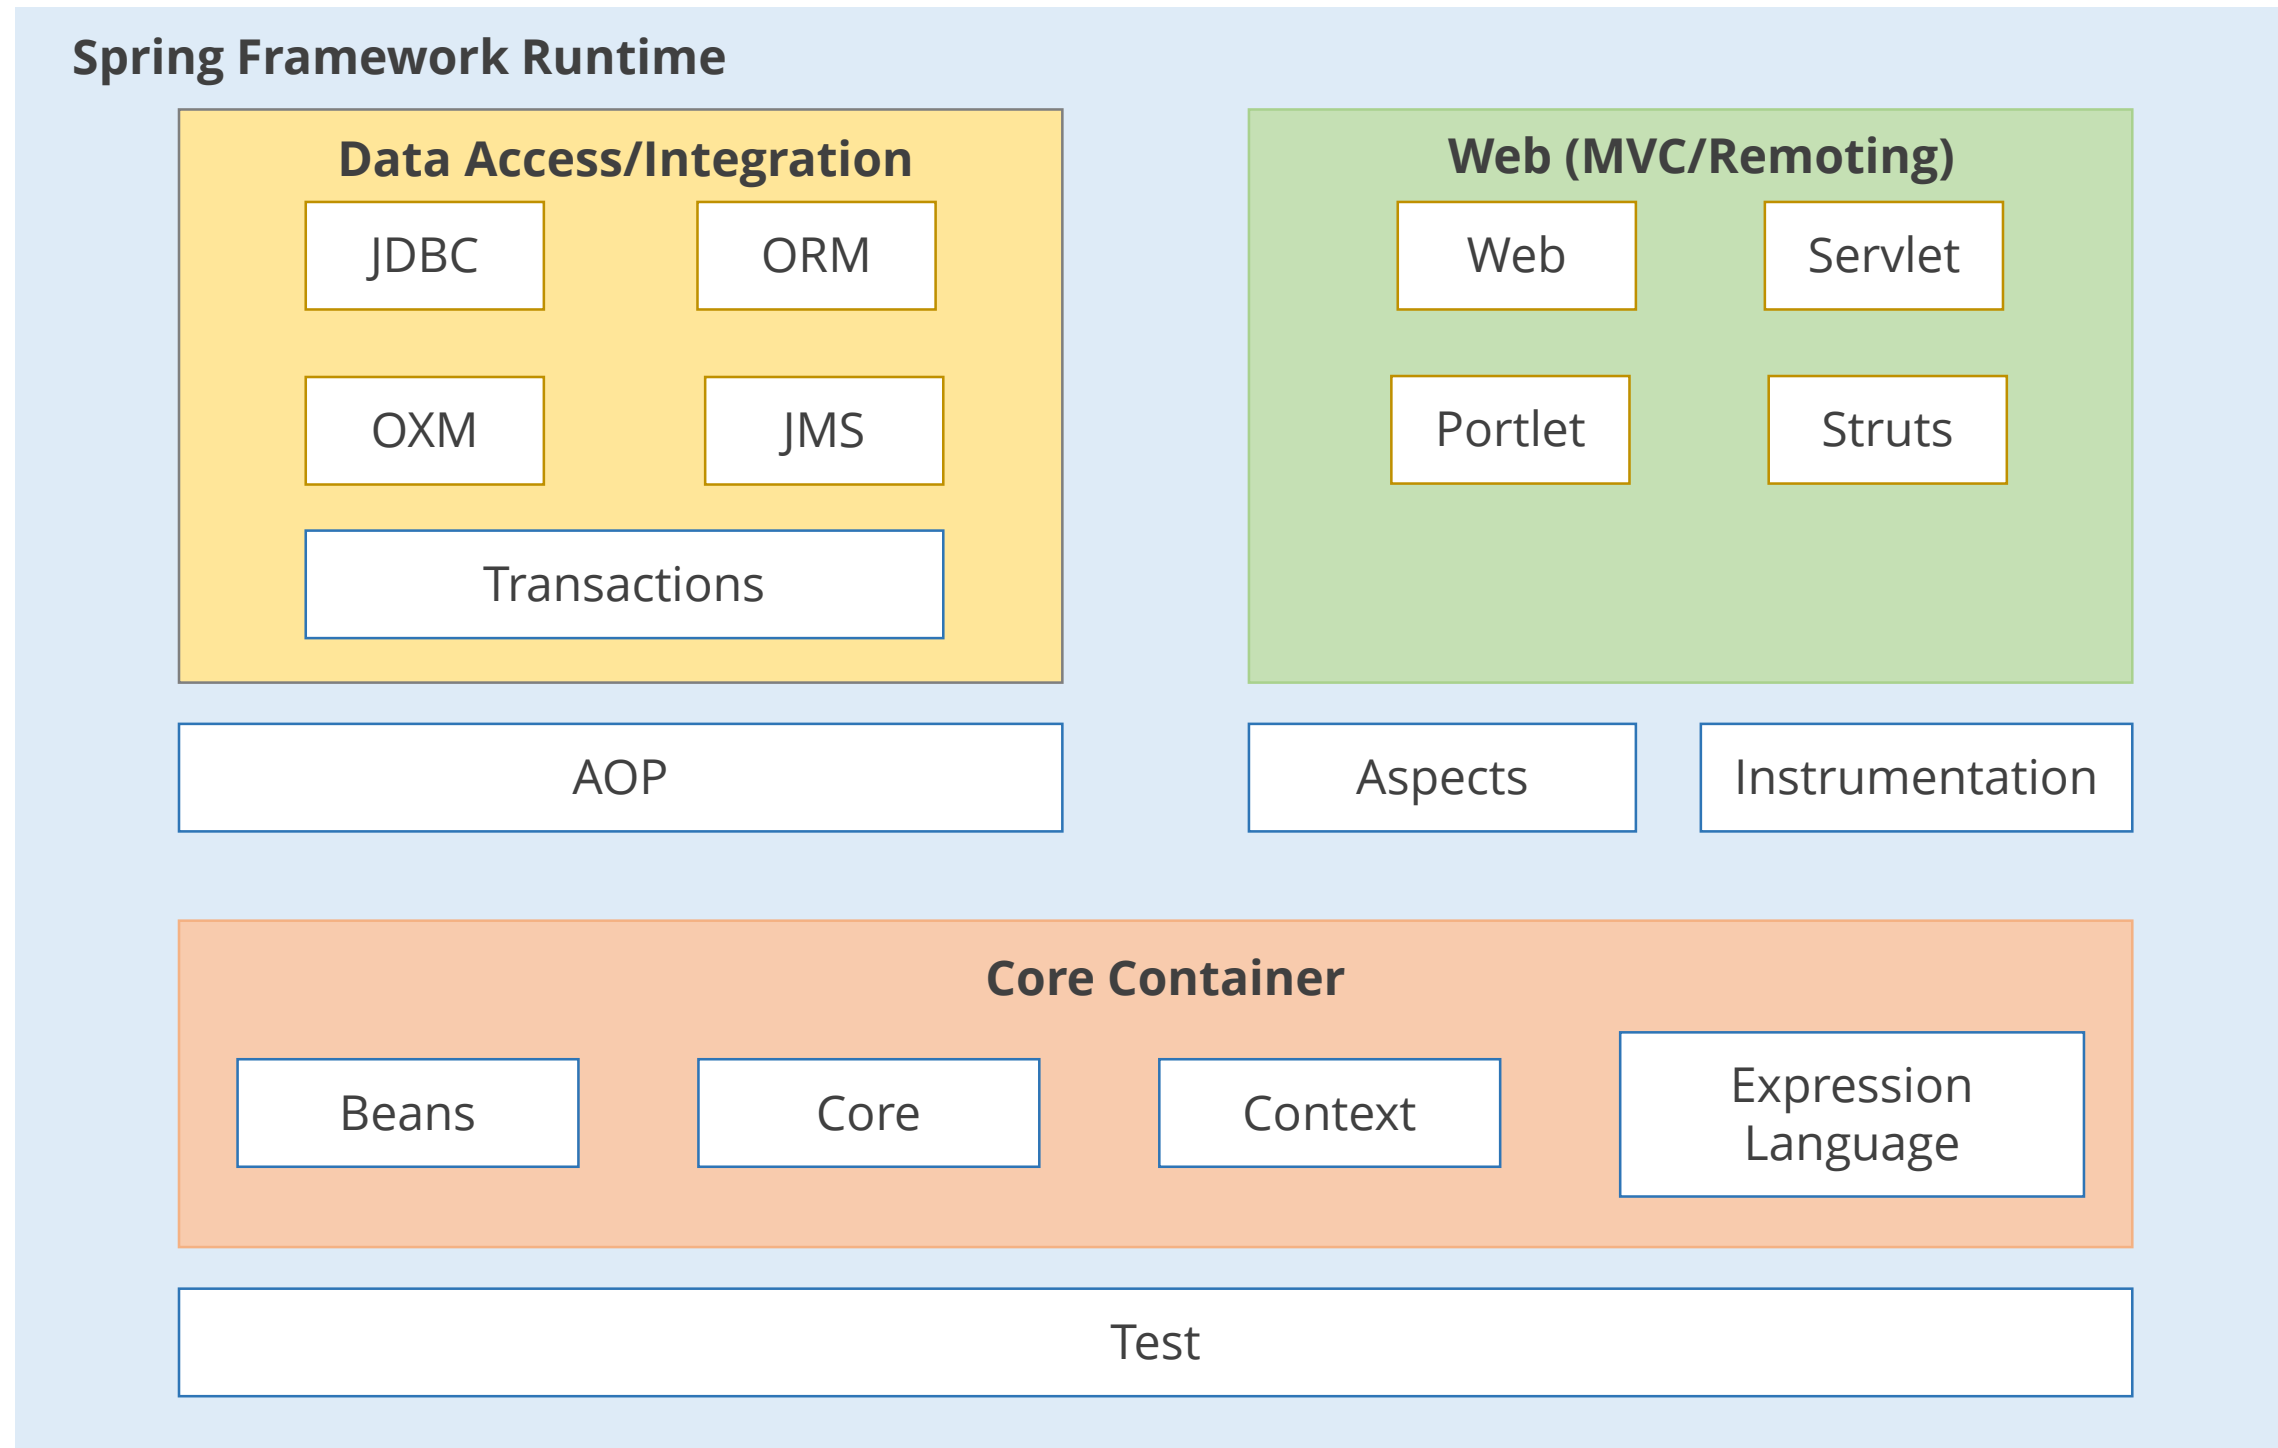 Spring Framework Runtime
Data Access/Integration
JDBC
ORM
OXM
JMS
Transactions
Web (MVC/Remoting)
Web
Servlet
Portlet
Struts
AOP
Aspects
Instrumentation
Core Container
Beans
Core
Context
Expression
Language
Test